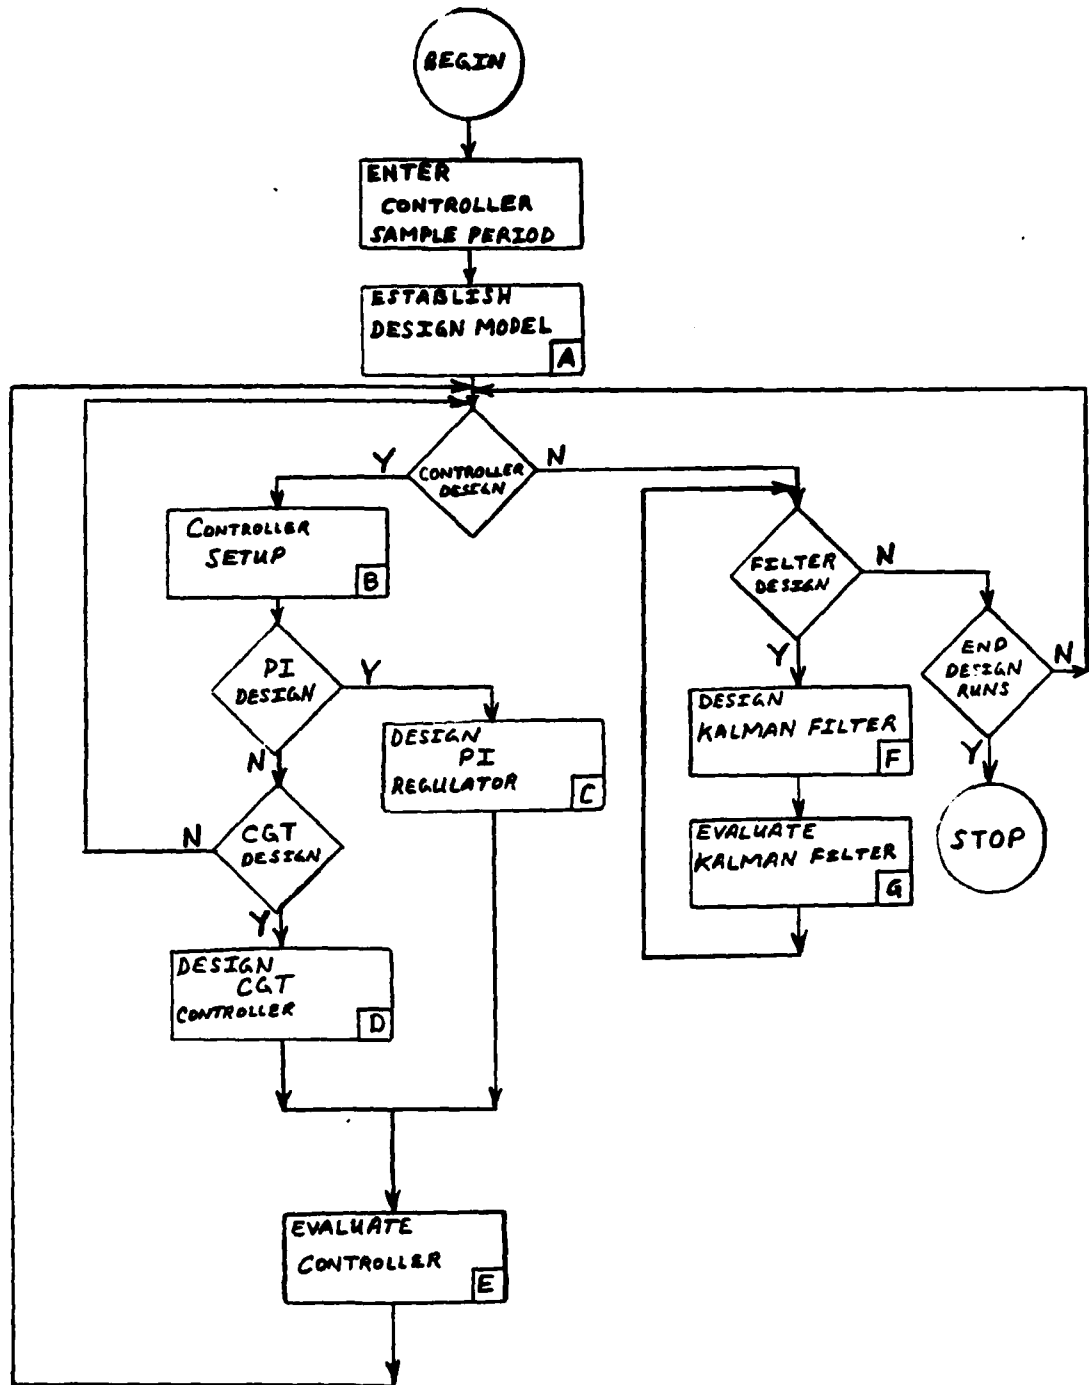 BEGIN
ENTER
CONTROLLER
SAMPLE PERIOD
ESTABLISH
DESIGN MODEL
A
Y
CONTROLLER
DESIGN
N
CONTROLLER
SETUP
B
PI
DESIGN
Y
N
DESIGN
PI
REGULATOR
C
N
CGT
DESIGN
Y
DESIGN
CGT
CONTROLLER
D
EVALUATE
CONTROLLER
E
FILTER
DESIGN
N
Y
DESIGN
KALMAN FILTER
F
EVALUATE
KALMAN FILTER
G
END
DESIGN
RUNS
N
Y
STOP